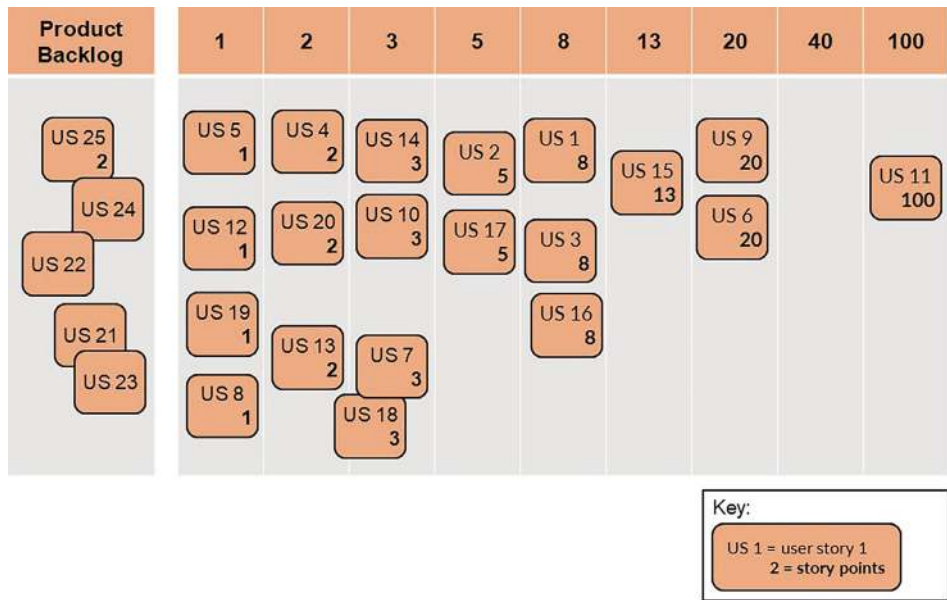 Product
Backlog
1 2 3 5 8 13 20 40 100
US 25
2
US 24
US 22
US 21
US 23
US 5
1
US 12
1
US 19
1
US 8
1
US 4
2
US 20
2
US 13
2
US 14
3
US 10
3
US 7
3
US 18
3
US 2
5
US 17
5
US 1
8
US 3
8
US 16
8
US 15
13
US 9
20
US 6
20
US 11
100
Key:
US 1 = user story 1
2 = story points